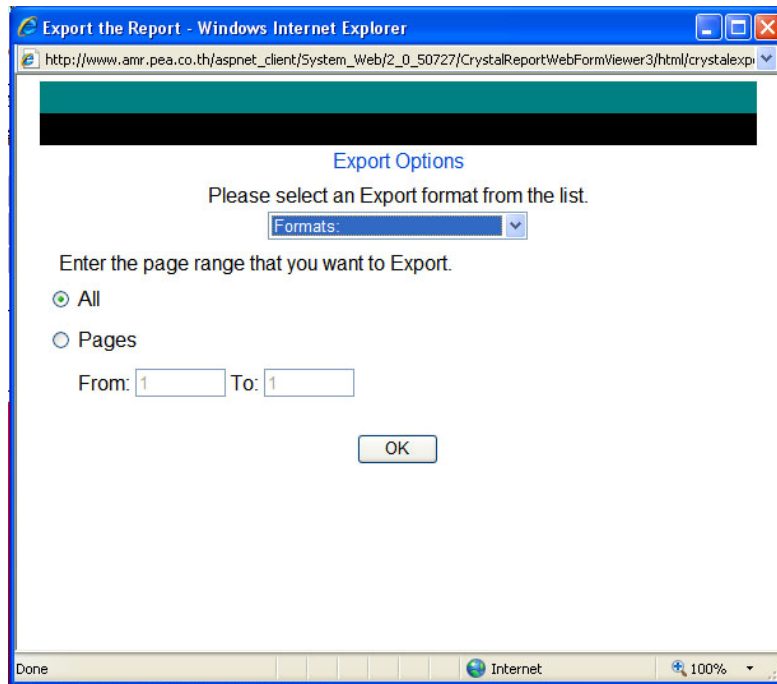 Export the Report - Windows Internet Explorer
http://www.amr.pea.co.th/aspnet_client/System_Web/2_0_50727/CrystalReportWebFormViewer3/html/crystalexp
Export Options
Please select an Export format from the list.
Formats:
Enter the page range that you want to Export.
All
Pages
From: 1 To: 1
OK
Done Internet 100%